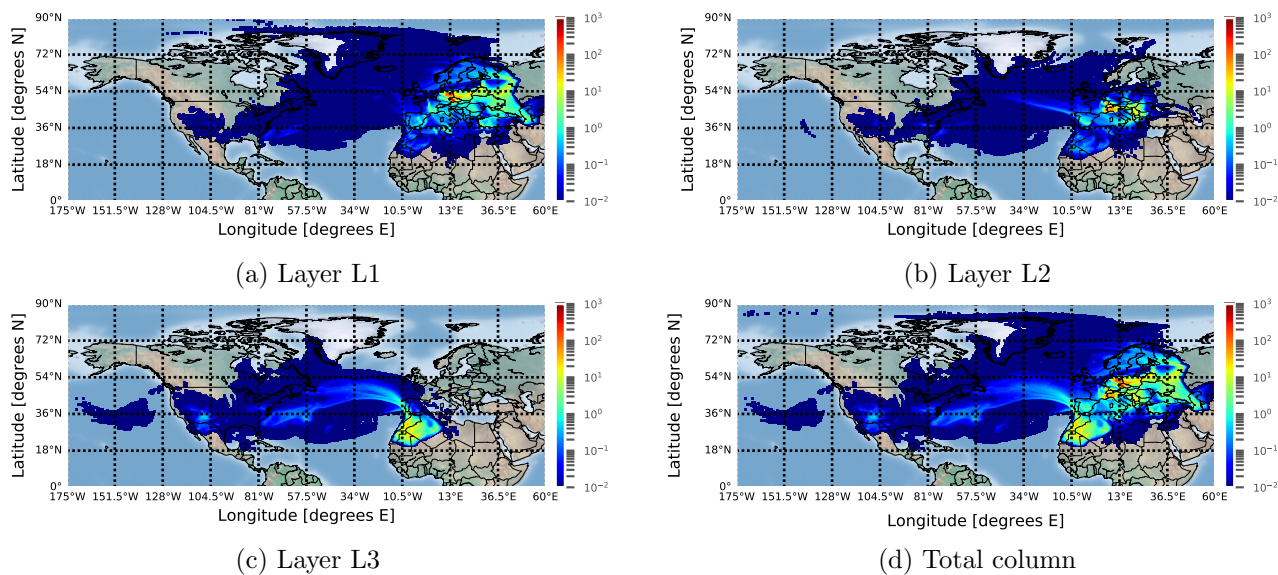 90°N
72°N
54°N
36°N
18°N
0°
Latitude [degrees N]
175°W 151.5°W 128°W 104.5°W 81°W 57.5°W 34°W 10.5°W 13°E 36.5°E 60°E
Longitude [degrees E]
10³
10²
10¹
10⁰
10⁻¹
10⁻²
(a) Layer L1
90°N
72°N
54°N
36°N
18°N
0°
Latitude [degrees N]
175°W 151.5°W 128°W 104.5°W 81°W 57.5°W 34°W 10.5°W 13°E 36.5°E 60°E
Longitude [degrees E]
10³
10²
10¹
10⁰
10⁻¹
10⁻²
(b) Layer L2
90°N
72°N
54°N
36°N
18°N
0°
Latitude [degrees N]
175°W 151.5°W 128°W 104.5°W 81°W 57.5°W 34°W 10.5°W 13°E 36.5°E 60°E
Longitude [degrees E]
10³
10²
10¹
10⁰
10⁻¹
10⁻²
(c) Layer L3
90°N
72°N
54°N
36°N
18°N
0°
Latitude [degrees N]
175°W 151.5°W 128°W 104.5°W 81°W 57.5°W 34°W 10.5°W 13°E 36.5°E 60°E
Longitude [degrees E]
10³
10²
10¹
10⁰
10⁻¹
10⁻²
(d) Total column